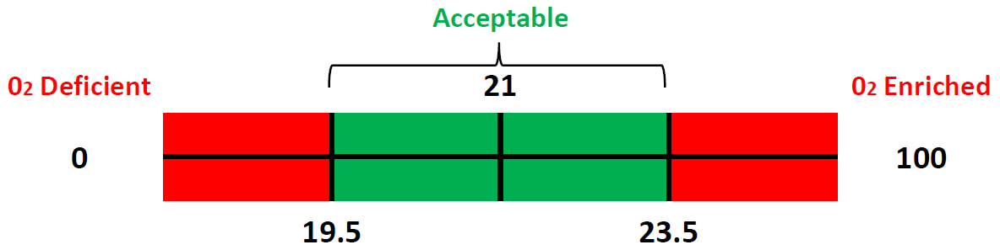 Acceptable
02 Deficient
21
02 Enriched
0
100
19.5
23.5